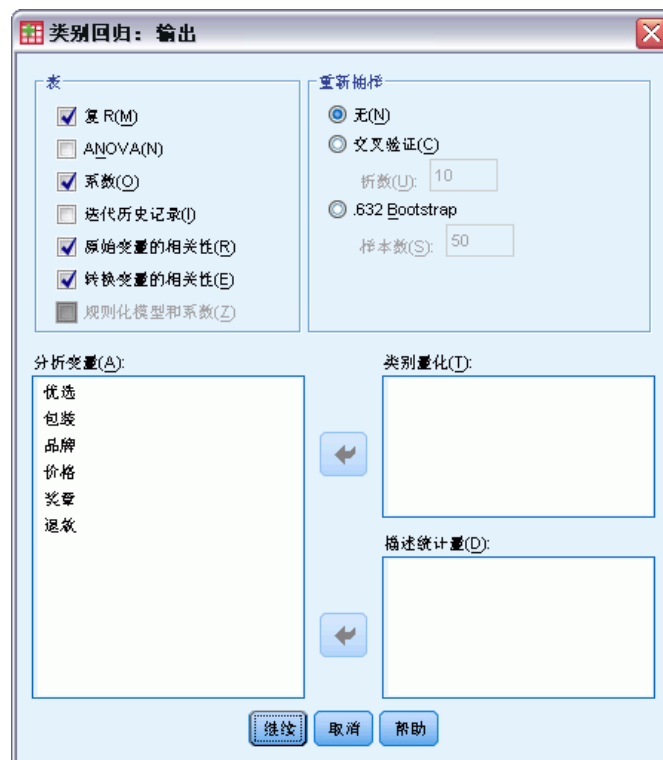 类别回归：输出
表
复 R(M)
ANOVA(N)
系数(O)
迭代历史记录(I)
原始变量的相关性(R)
转换变量的相关性(E)
规则化模型和系数(Z)
重新抽样
无(N)
交叉验证(C)
折数(U): 10
.632 Bootstrap
样本数(S): 50
分析变量(A):
优选
包装
品牌
价格
奖章
退款
类别量化(T):
描述统计量(D):
继续
取消
帮助